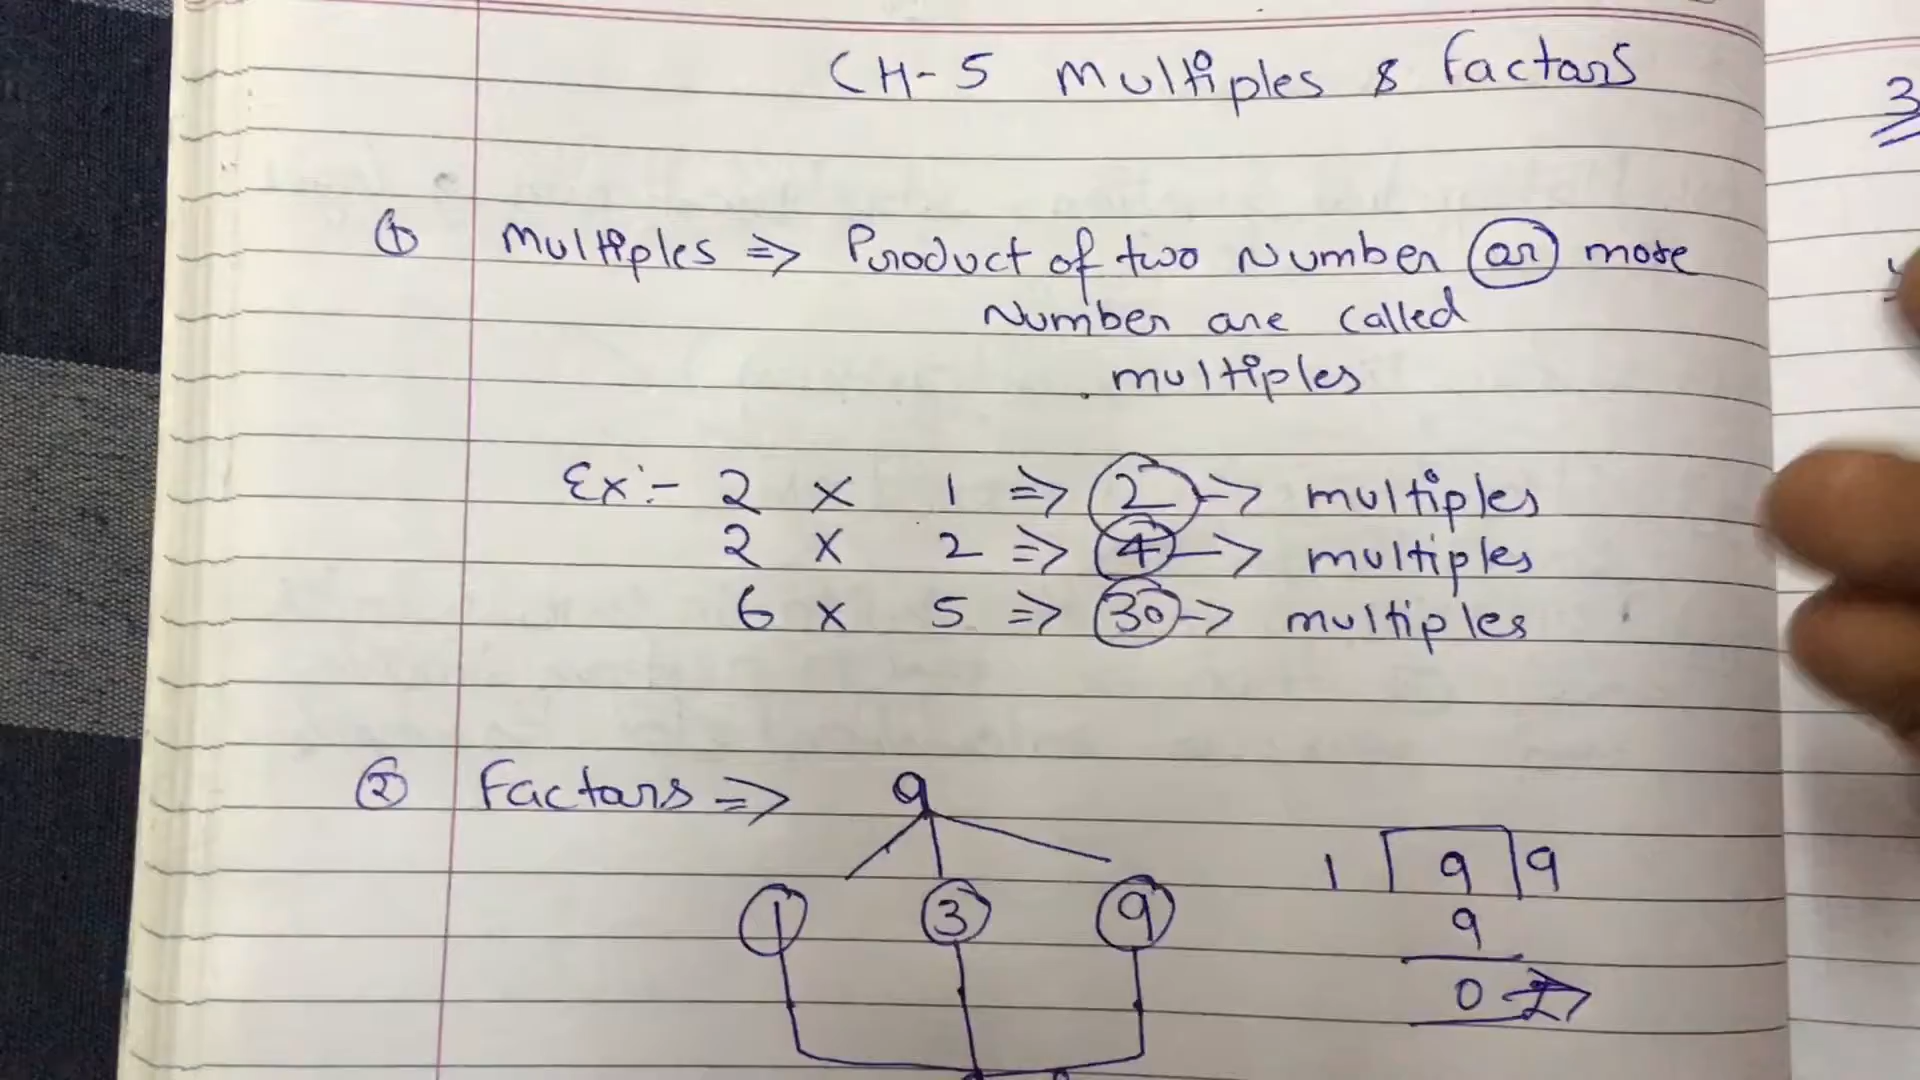 CH-5 Multiples & Factors
3
① Multiples => Product of two Number or more
Number are called
multiples
Ex:- 2 x 1 => 2 -> multiples
2 x 2 => 4 -> multiples
6 x 5 => 30 -> multiples
② Factors => 9
1 3 9
1 9 9
9
0